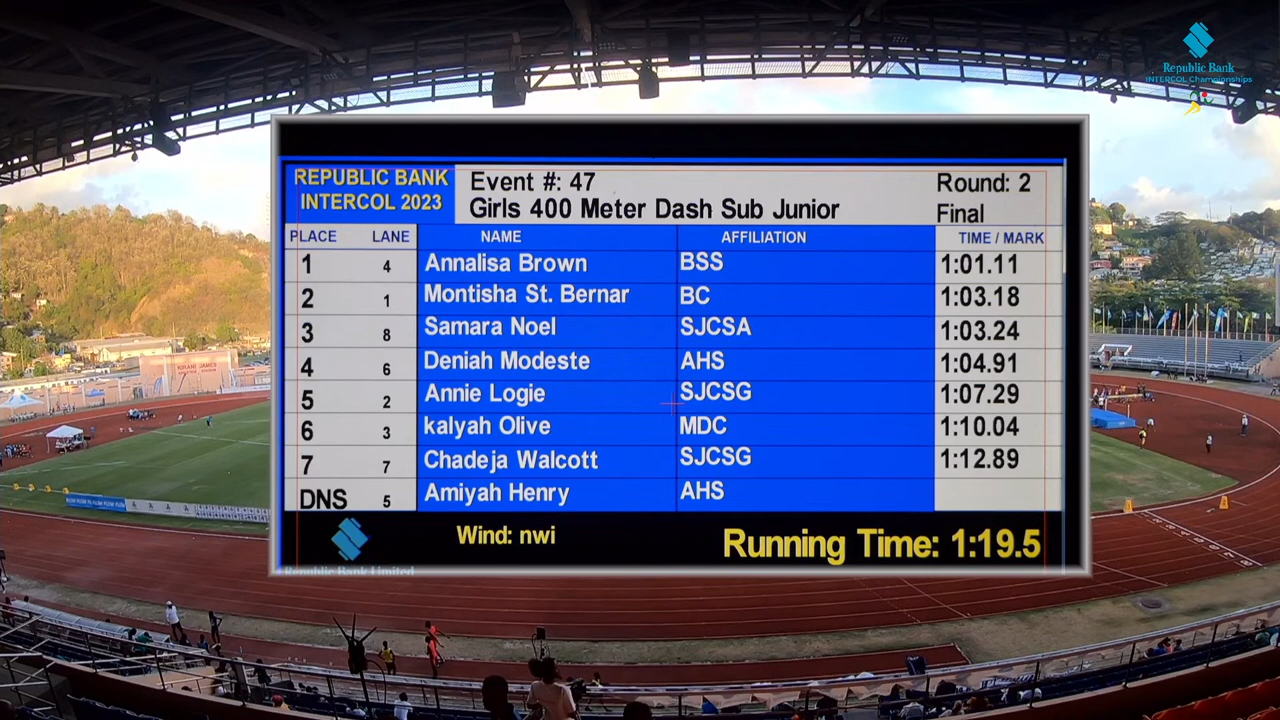 Republic Bank
INTERCOL Championships
REPUBLIC BANK
INTERCOL 2023
Event #: 47
Girls 400 Meter Dash Sub Junior
Round: 2
Final
PLACE LANE NAME AFFILIATION TIME / MARK
1 4 Annalisa Brown BSS 1:01.11
2 1 Montisha St. Bernar BC 1:03.18
3 8 Samara Noel SJCSA 1:03.24
4 6 Deniah Modeste AHS 1:04.91
5 2 Annie Logie SJCSG 1:07.29
6 3 kalyah Olive MDC 1:10.04
7 7 Chadeja Walcott SJCSG 1:12.89
DNS 5 Amiyah Henry AHS
Wind: nwi
Running Time: 1:19.5
Republic Bank Limited
KIRANI JAMES